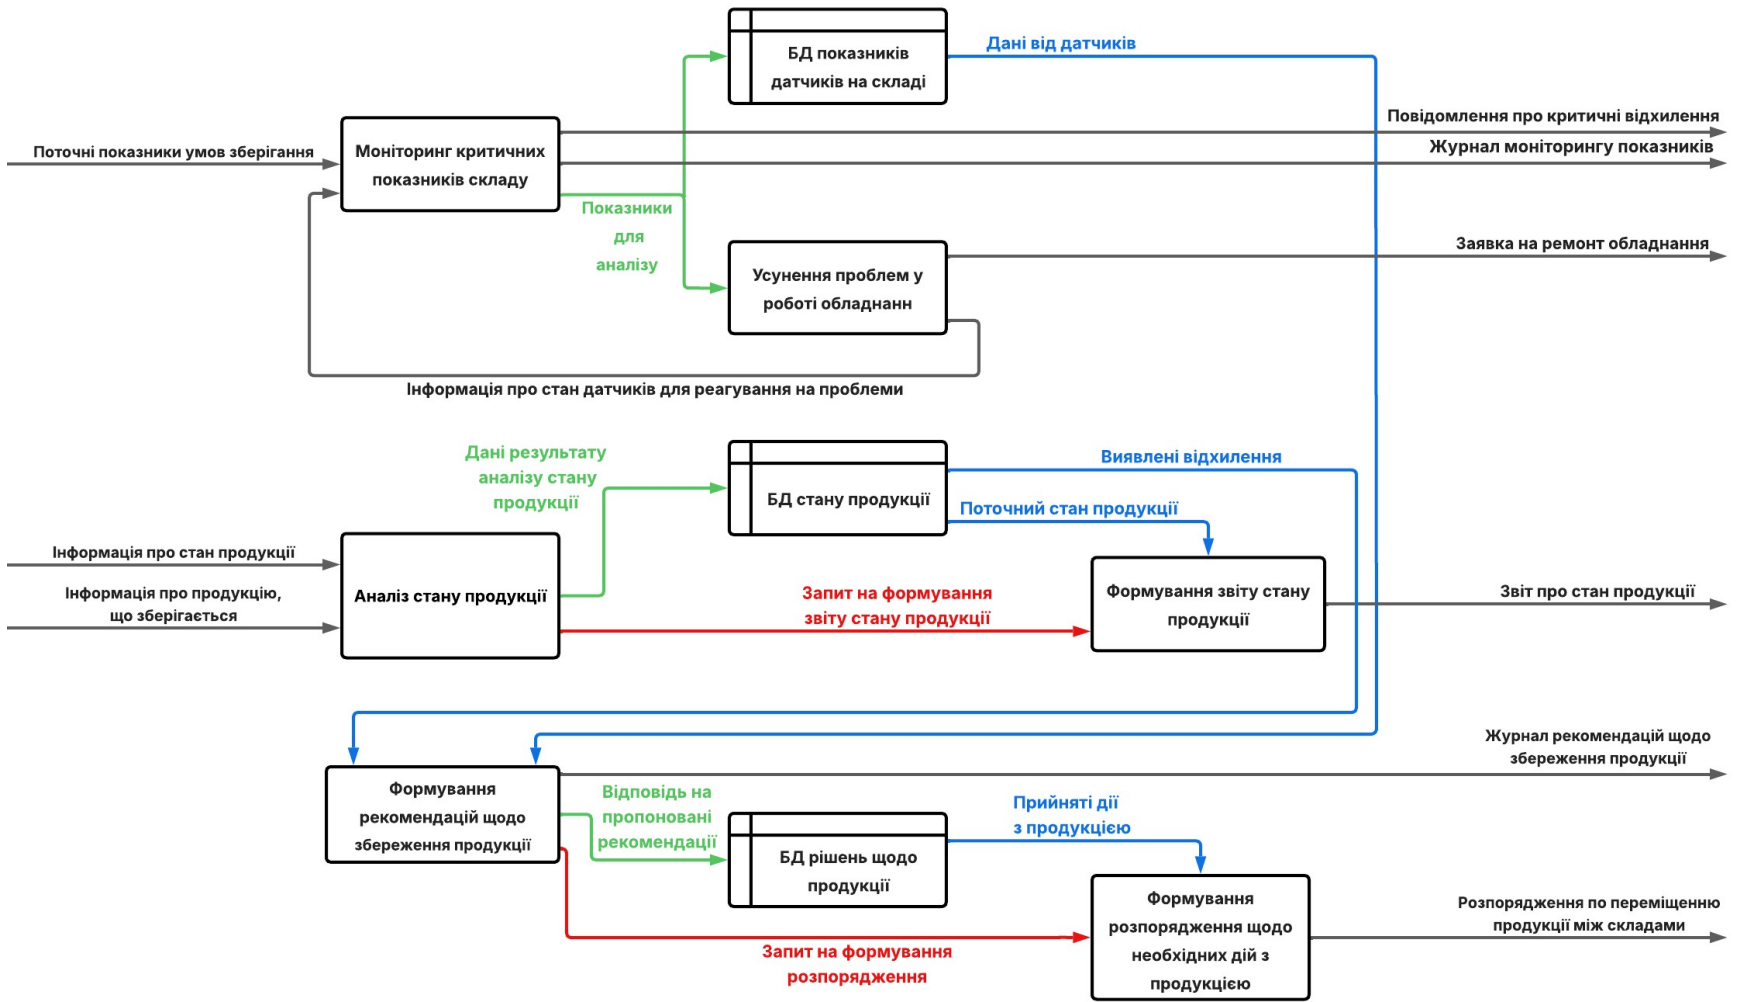 БД показників
датчиків на складі
Дані від датчиків
Повідомлення про критичні відхилення
Журнал моніторингу показників
Поточні показники умов зберігання
Моніторинг критичних
показників складу
Показники
для
аналізу
Усунення проблем у
роботі обладнанн
Заявка на ремонт обладнання
Інформація про стан датчиків для реагування на проблеми
Дані результату
аналізу стану
продукції
БД стану продукції
Виявлені відхилення
Поточний стан продукції
Інформація про стан продукції
Інформація про продукцію,
що зберігається
Аналіз стану продукції
Запит на формування
звіту стану продукції
Формування звіту стану
продукції
Звіт про стан продукції
Журнал рекомендацій щодо
збереження продукції
Формування
рекомендацій щодо
збереження продукції
Відповідь на
пропоновані
рекомендації
БД рішень щодо
продукції
Прийняті дії
з продукцією
Запит на формування
розпорядження
Формування
розпорядження щодо
необхідних дій з
продукцією
Розпорядження по переміщенню
продукції між складами